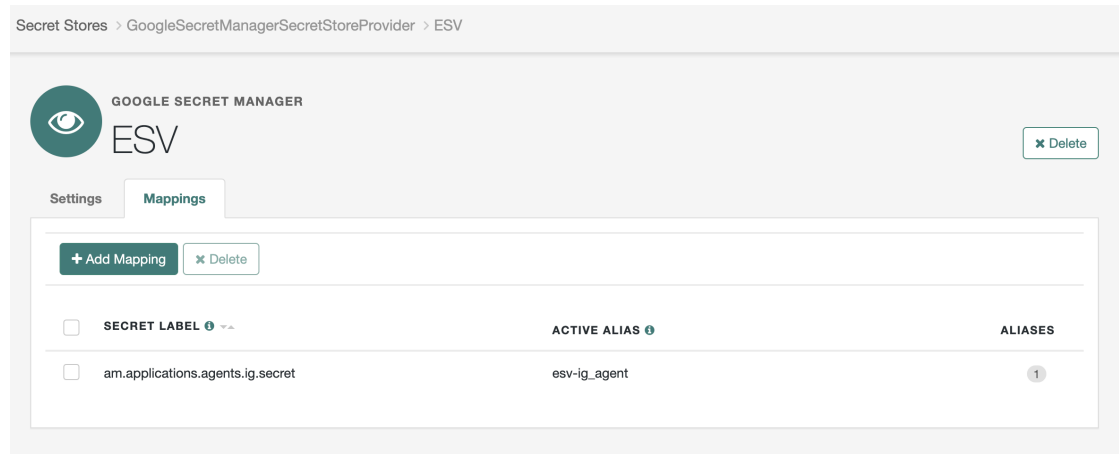 Secret Stores > GoogleSecretManagerSecretStoreProvider > ESV
GOOGLE SECRET MANAGER
ESV
Delete
Settings Mappings
+ Add Mapping Delete
SECRET LABEL ACTIVE ALIAS ALIASES
am.applications.agents.ig.secret esv-ig_agent 1